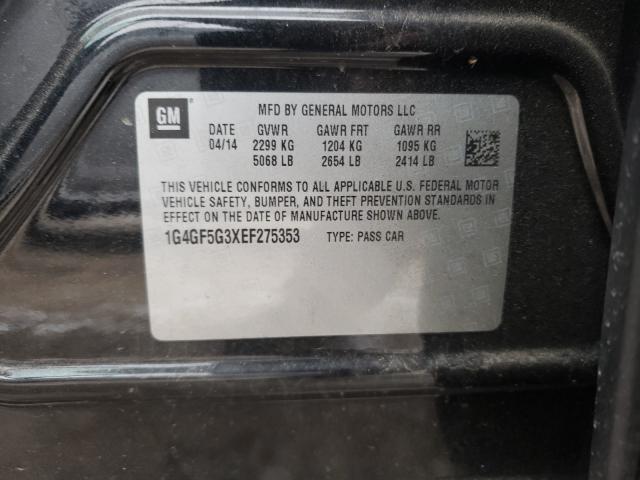 GM
MFD BY GENERAL MOTORS LLC
DATE GVWR GAWR FRT GAWR RR
04/14 2299 KG 1204 KG 1095 KG
5068 LB 2654 LB 2414 LB
THIS VEHICLE CONFORMS TO ALL APPLICABLE U.S. FEDERAL MOTOR
VEHICLE SAFETY, BUMPER, AND THEFT PREVENTION STANDARDS IN
EFFECT ON THE DATE OF MANUFACTURE SHOWN ABOVE.
1G4GF5G3XEF275353 TYPE: PASS CAR